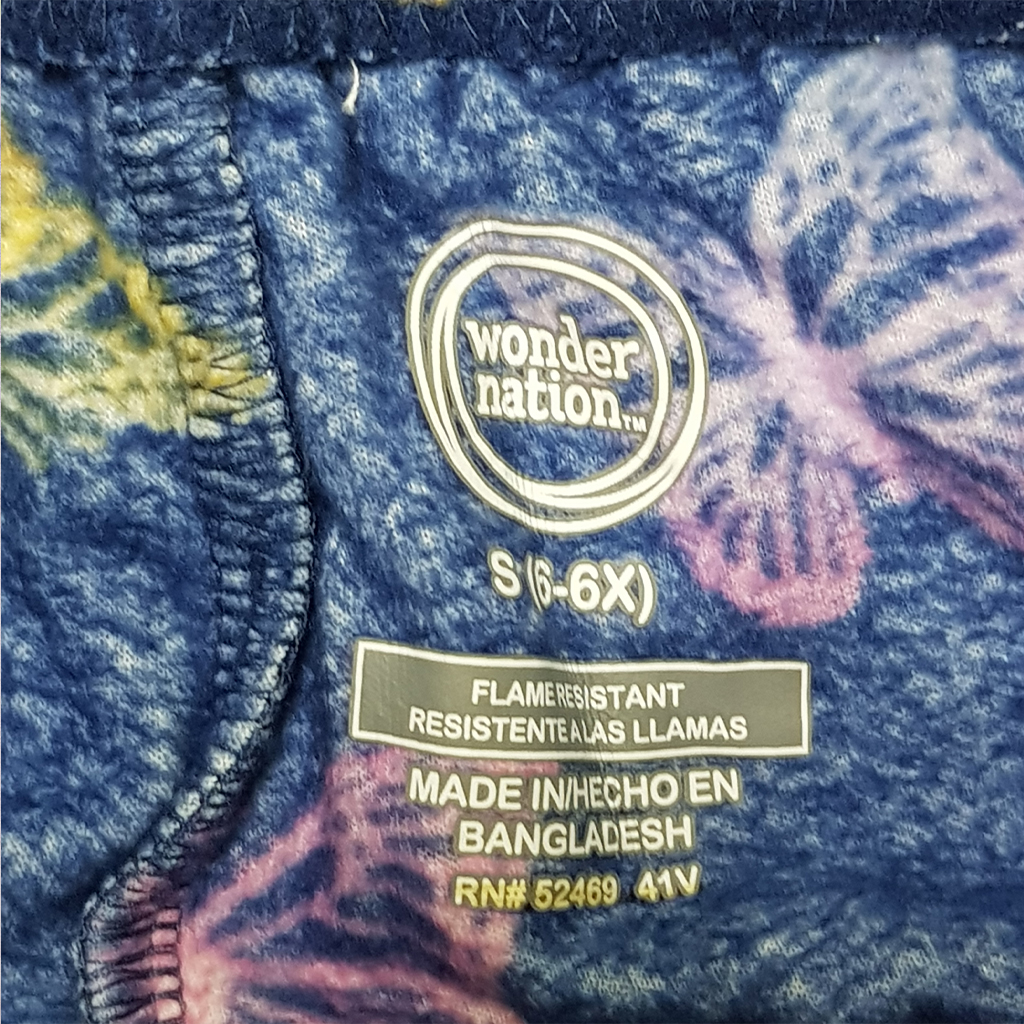 wonder
nation™
S (6-6X)
FLAME RESISTANT
RESISTENTE A LAS LLAMAS
MADE IN/HECHO EN
BANGLADESH
RN# 52469 41V